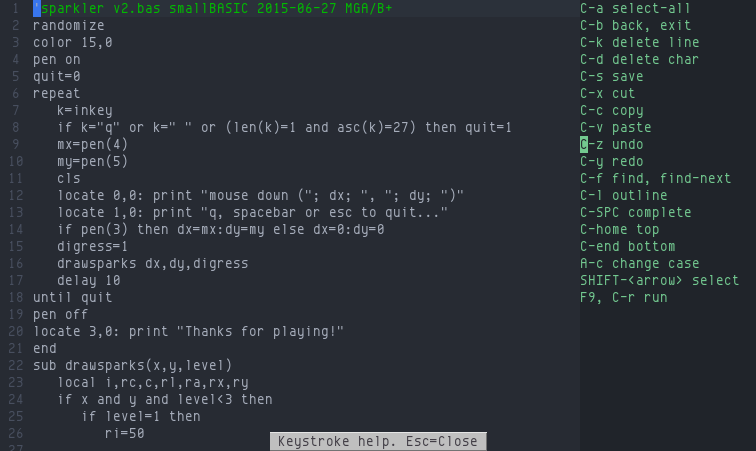 1 'sparkler v2.bas smallBASIC 2015-06-27 MGA/B+
2 randomize
3 color 15,0
4 pen on
5 quit=0
6 repeat
7 k=inkey
8 if k="q" or k=" " or (len(k)=1 and asc(k)=27) then quit=1
9 mx=pen(4)
10 my=pen(5)
11 cls
12 locate 0,0: print "mouse down ("; dx; ", "; dy; ")"
13 locate 1,0: print "q, spacebar or esc to quit..."
14 if pen(3) then dx=mx:dy=my else dx=0:dy=0
15 digress=1
16 drawsparks dx,dy,digress
17 delay 10
18 until quit
19 pen off
20 locate 3,0: print "Thanks for playing!"
21 end
22 sub drawsparks(x,y,level)
23 local i,rc,c,rl,ra,rx,ry
24 if x and y and level<3 then
25 if level=1 then
26 ri=50
27
C-a select-all
C-b back, exit
C-k delete line
C-d delete char
C-s save
C-x cut
C-c copy
C-v paste
C-z undo
C-y redo
C-f find, find-next
C-l outline
C-SPC complete
C-home top
C-end bottom
A-c change case
SHIFT-<arrow> select
F9, C-r run
Keystroke help. Esc=Close